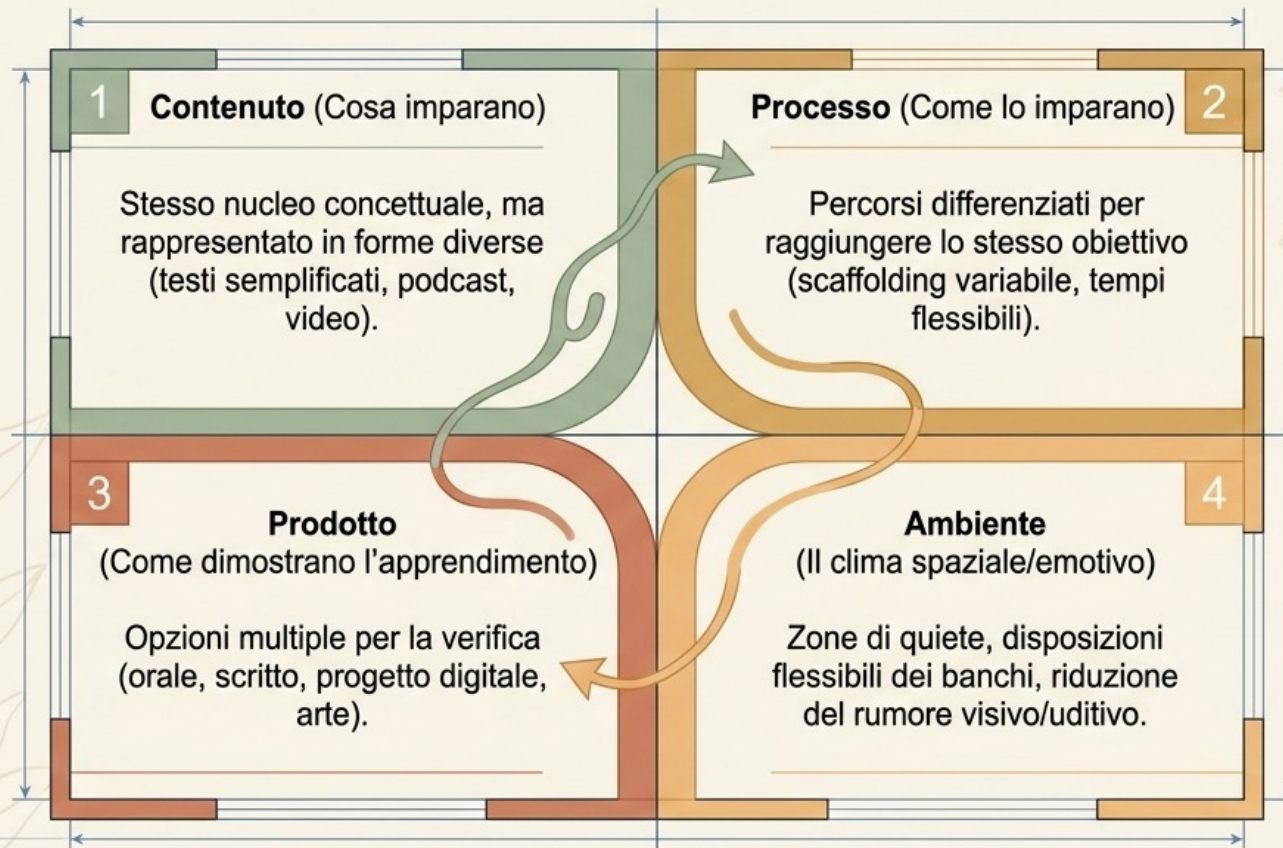 1
Contenuto (Cosa imparano)
Stesso nucleo concettuale, ma
rappresentato in forme diverse
(testi semplificati, podcast,
video).
2
Processo (Come lo imparano)
Percorsi differenziati per
raggiungere lo stesso obiettivo
(scaffolding variabile, tempi
flessibili).
3
Prodotto
(Come dimostrano l'apprendimento)
Opzioni multiple per la verifica
(orale, scritto, progetto digitale,
arte).
4
Ambiente
(Il clima spaziale/emotivo)
Zone di quiete, disposizioni
flessibili dei banchi, riduzione
del rumore visivo/uditivo.